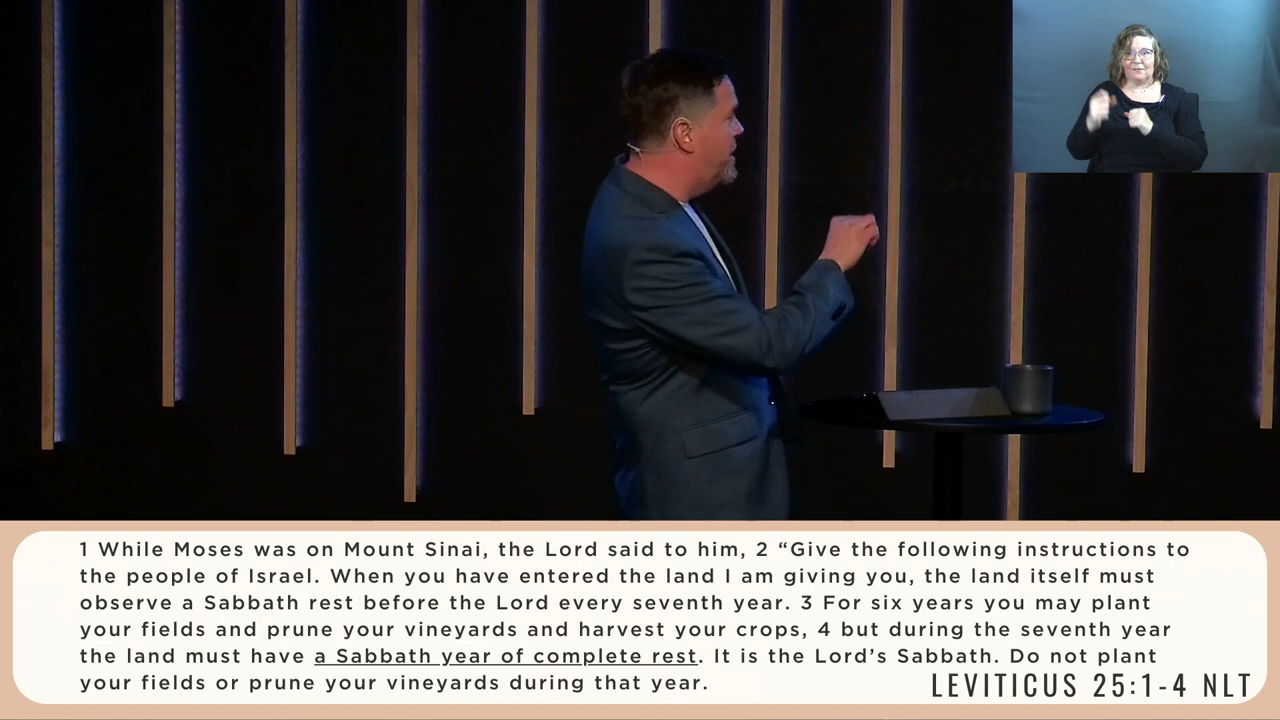 1 While Moses was on Mount Sinai, the Lord said to him, 2 “Give the following instructions to
the people of Israel. When you have entered the land I am giving you, the land itself must
observe a Sabbath rest before the Lord every seventh year. 3 For six years you may plant
your fields and prune your vineyards and harvest your crops, 4 but during the seventh year
the land must have a Sabbath year of complete rest. It is the Lord’s Sabbath. Do not plant
your fields or prune your vineyards during that year.
LEVITICUS 25:1-4 NLT